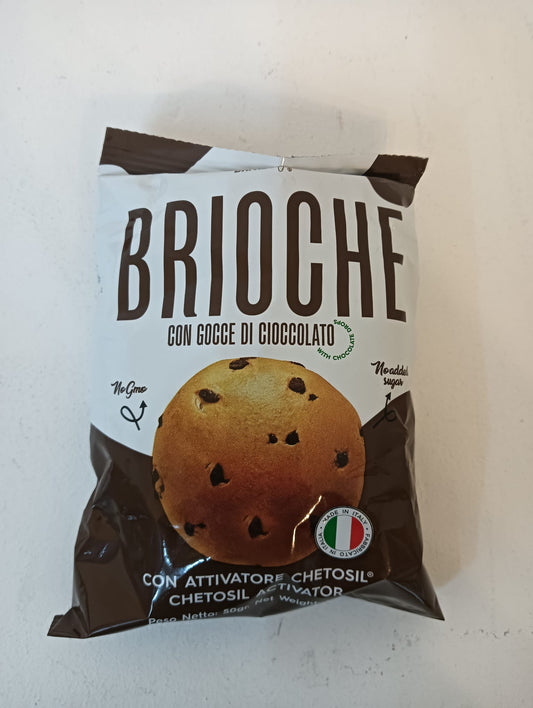 BRIOCHE
CON GOCCE DI CIOCCOLATO
WITH CHOCOLATE DROPS
No Gmo
No added
sugar
MADE IN ITALY • FABBRICATO IN ITALIA •
CON ATTIVATORE CHETOSIL®
CHETOSIL ACTIVATOR
Peso Netto: 50gr. Net Weight